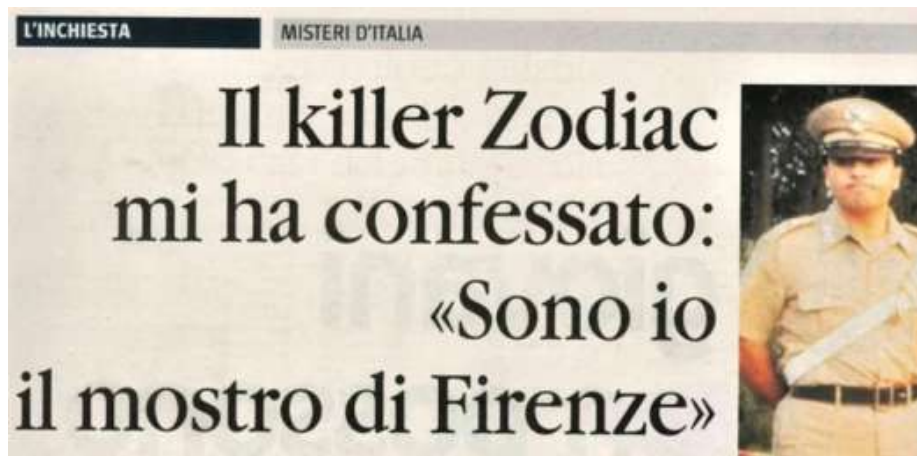 L'INCHIESTA
MISTERI D'ITALIA
Il killer Zodiac
mi ha confessato:
«Sono io
il mostro di Firenze»